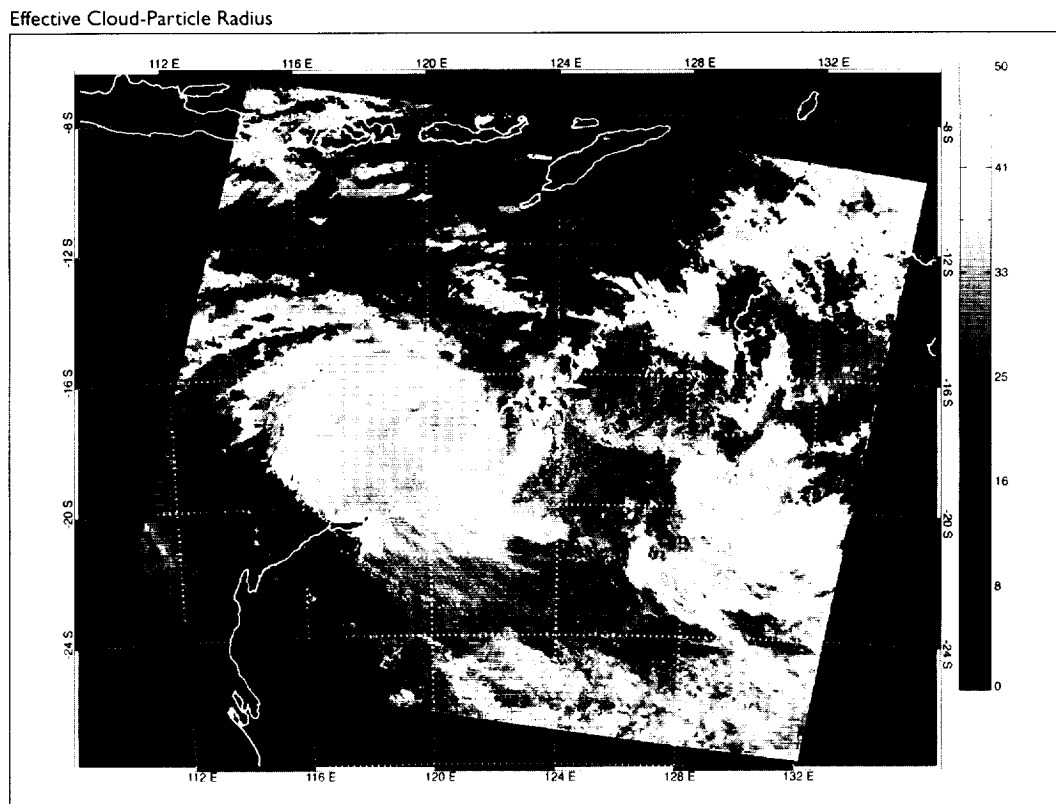 Effective Cloud-Particle Radius
112 E 116 E 120 E 124 E 128 E 132 E
50
-8 S -8 S
41
-12 S -12 S
33
25
-16 S -16 S
16
-20 S -20 S
8
-24 S -24 S
0
112 E 116 E 120 E 124 E 128 E 132 E